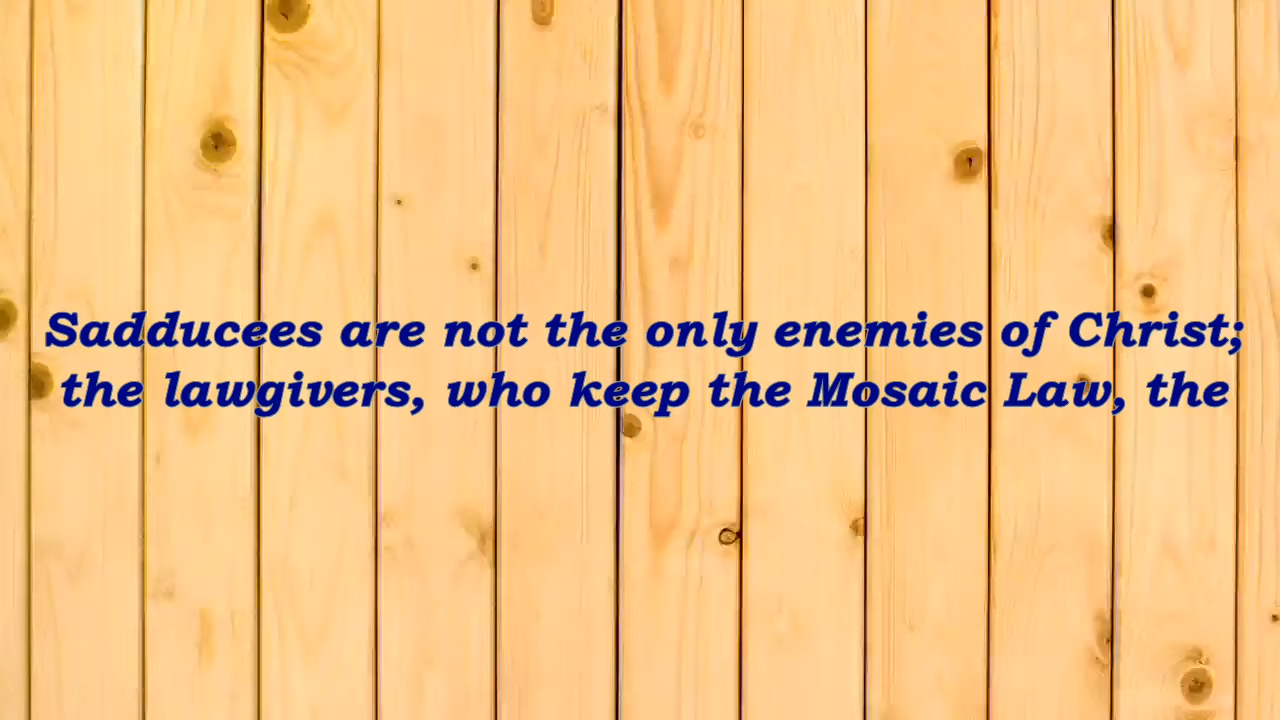 Sadducees are not the only enemies of Christ;
the lawgivers, who keep the Mosaic Law, the